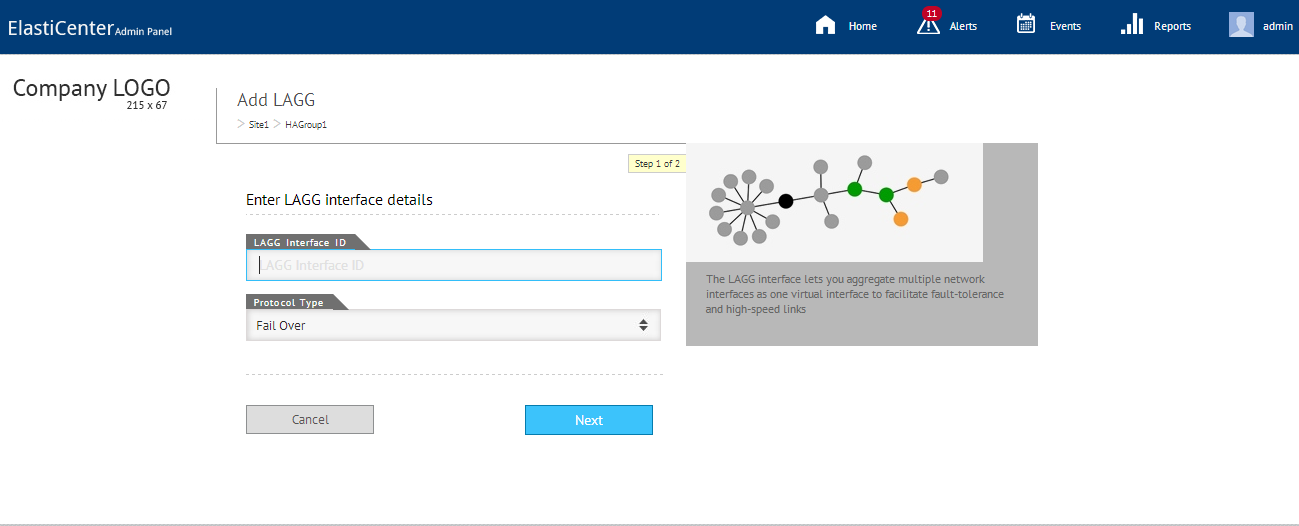 ElastiCenter Admin Panel
Home
11
Alerts
Events
Reports
admin
Company LOGO
215 x 67
Add LAGG
> Site1 > HAGroup1
Step 1 of 2
Enter LAGG interface details
LAGG Interface ID
LAGG Interface ID
Protocol Type
Fail Over
Cancel
Next
The LAGG interface lets you aggregate multiple network
interfaces as one virtual interface to facilitate fault-tolerance
and high-speed links